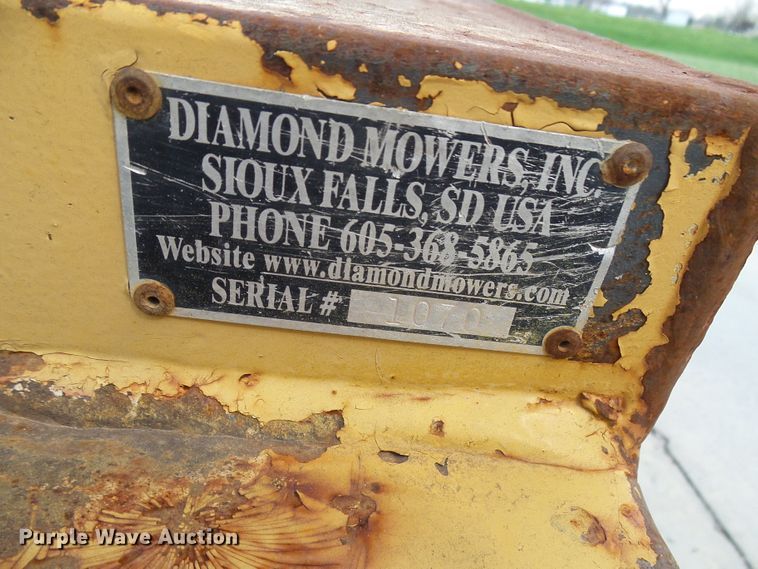 DIAMOND MOWERS, INC.
SIOUX FALLS, SD USA
PHONE 605-368-5865
Website www.diamondmowers.com
SERIAL # 1070
Purple Wave Auction